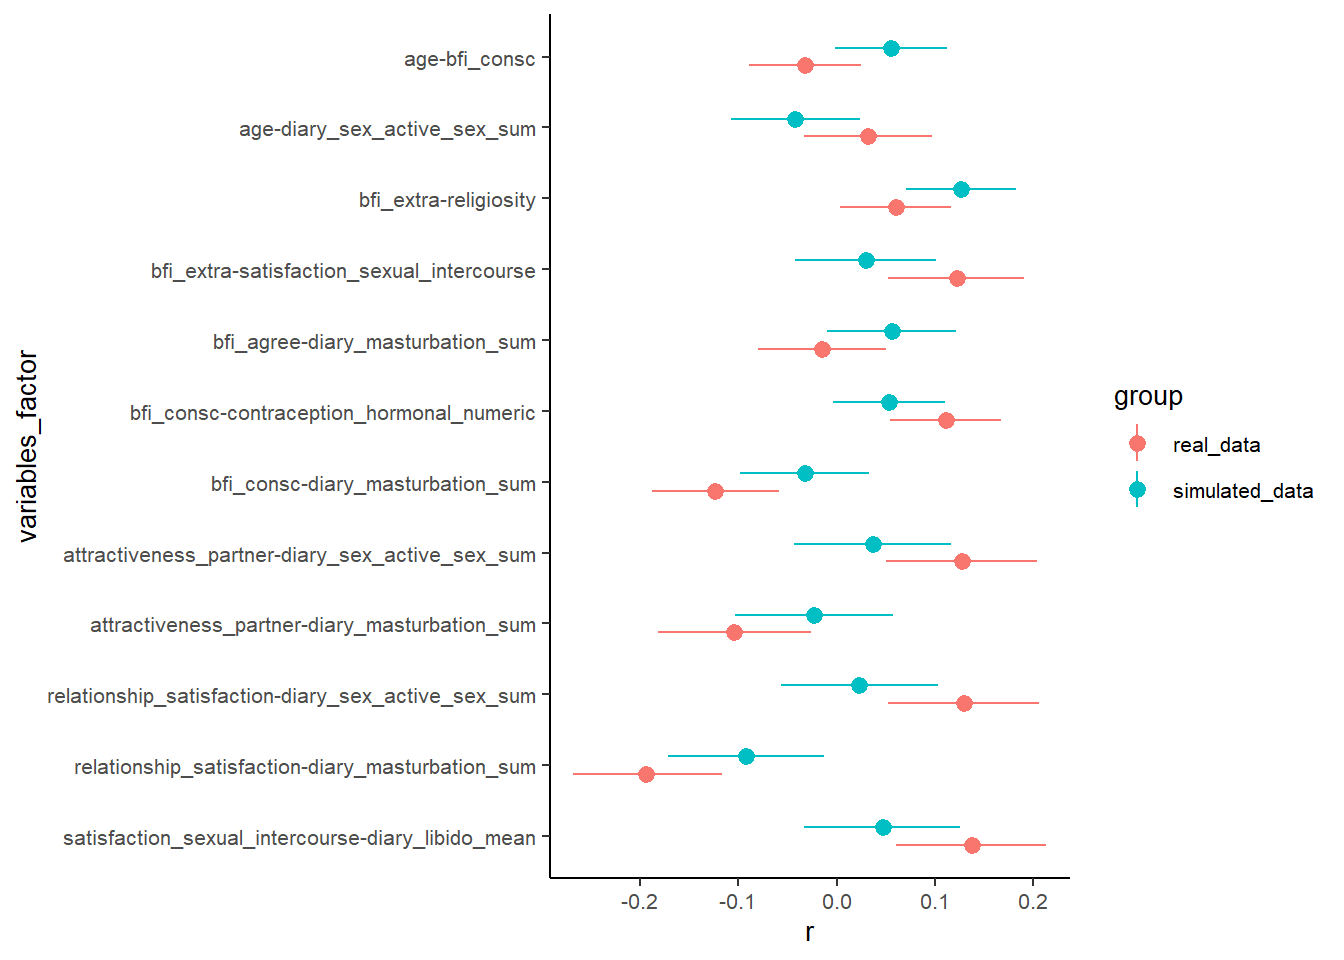 variables_factor
age-bfi_consc
age-diary_sex_active_sex_sum
bfi_extra-religiosity
bfi_extra-satisfaction_sexual_intercourse
bfi_agree-diary_masturbation_sum
bfi_consc-contraception_hormonal_numeric
bfi_consc-diary_masturbation_sum
attractiveness_partner-diary_sex_active_sex_sum
attractiveness_partner-diary_masturbation_sum
relationship_satisfaction-diary_sex_active_sex_sum
relationship_satisfaction-diary_masturbation_sum
satisfaction_sexual_intercourse-diary_libido_mean
-0.2 -0.1 0.0 0.1 0.2
r
group
real_data
simulated_data